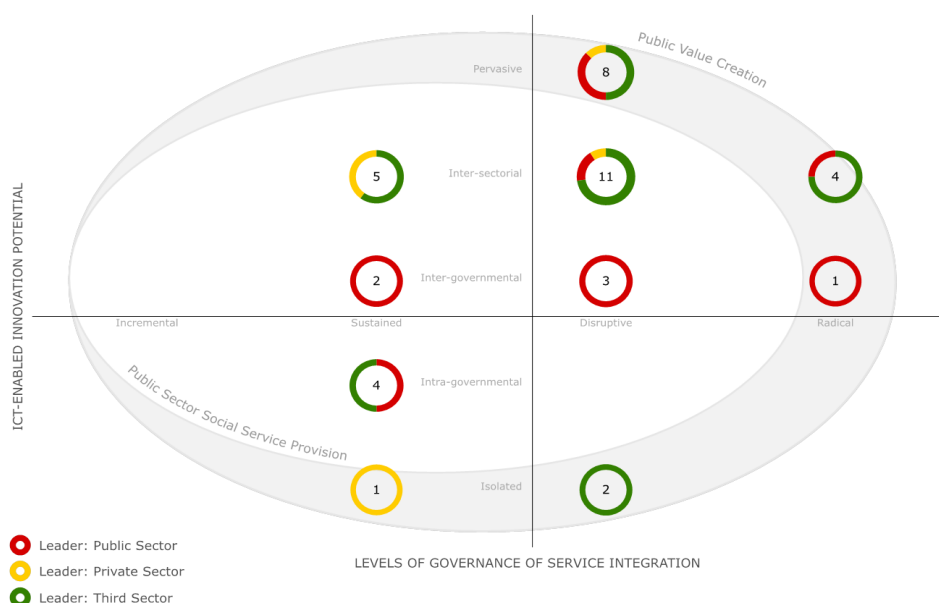 Public Value Creation
Pervasive
8
5
Inter-sectorial
11
4
2
Inter-governmental
3
1
Incremental
Sustained
Disruptive
Radical
4
Intra-governmental
Public Sector Social Service Provision
1
Isolated
2
ICT-ENABLED INNOVATION POTENTIAL
LEVELS OF GOVERNANCE OF SERVICE INTEGRATION
Leader: Public Sector
Leader: Private Sector
Leader: Third Sector